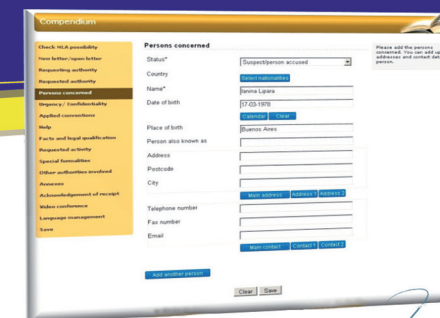 Compendium
Check MLA possibility
New letter/open letter
Requesting authority
Requested authority
Persons concerned
Urgency/ Confidentiality
Applied conventions
Help
Facts and legal qualification
Requested activity
Special formalities
Other authorities involved
Annexes
Acknowledgement of receipt
Video conference
Language management
Save
Persons concerned
Status* Suspect/person accused
Country Select nationalities
Name* Ianina Lipara
Date of birth 17-03-1978
Calendar Clear
Place of birth Buenos Aires
Person also known as
Address
Postcode
City
Main address Address 1 Address 2
Telephone number
Fax number
Email
Main contact Contact 1 Contact 2
Add another person
Clear Save
Please add the persons
concerned. You can add up
addresses and contact deta
person.